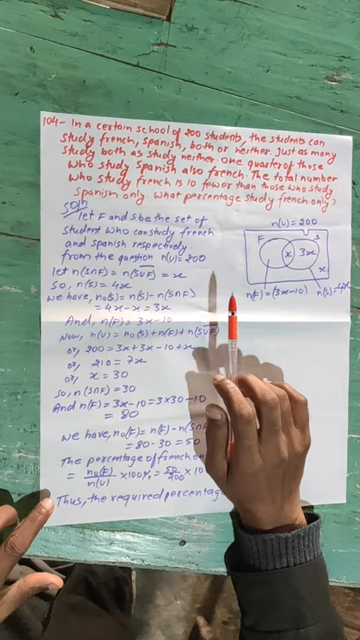 104- In a certain school of 200 students, the students can
study french, spanish, both or neither. Just as many
study both as study neither. One quarter of those
who study Spanish also french. The total number
who study french is 10 fewer than those who study
Spanish only. What percentage study french only?
Soln
let F and S be the set of
student who can study french
and spanish respectively
from the question n(U)=200
let n(S∩F) = n(S∪F) = x
So, n(S) = 4x
we have, no(S) = n(S) - n(S∩F)
= 4x - x = 3x
And, n(F) = 3x-10
Now, n(U) = no(S) + n(F) + n(S∪F)
or, 200 = 3x + 3x - 10 + x
or, 210 = 7x
or, x = 30
so, n(S∩F) = 30
And n(F) = 3x-10 = 3×30-10
= 80
we have, no(F) = n(F) - n(S∩
= 80 - 30 = 50
The percentage of french on
= no(F)/n(U) × 100% = 50/200 × 10
Thus, the required percentag
n(U) = 200
F S
x 3x
x
n(F) = (3x-10) n(S) = 4x